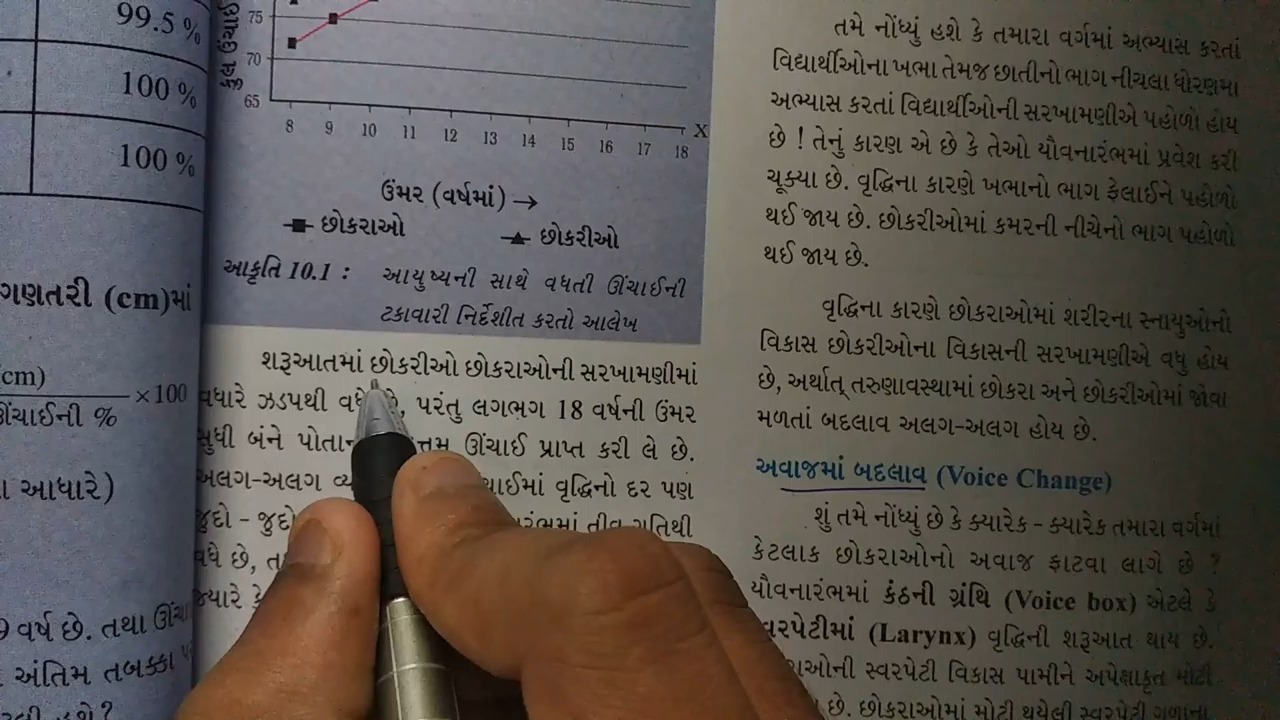 99.5 %
100 %
100 %
ગણતરી (cm)માં
cm)
ઊંચાઈની %
×100
આધારે)
9 વર્ષ છે. તથા
અંતિમ તબક્કા
75
70
65
8 9 10 11 12 13 14 15 16 17 18 X
ઉંમર (વર્ષમાં) →
છોકરાઓ છોકરીઓ
આકૃતિ 10.1 : આયુષ્યની સાથે વધતી ઊંચાઈની
ટકાવારી નિર્દેશીત કરતો આલેખ
શરૂઆતમાં છોકરીઓ છોકરાઓની સરખામણીમાં
વધારે ઝડપથી વધે છે, પરંતુ લગભગ 18 વર્ષની ઉંમર
સુધી બંને પોતાની ઊંચાઈ પ્રાપ્ત કરી લે છે.
અલગ-અલગ વૃદ્ધિનો દર પણ
જુદો - જુદો તીવ્ર ગતિથી
વધે છે,
જ્યારે
તમે નોંધ્યું હશે કે તમારા વર્ગમાં અભ્યાસ કરતાં
વિદ્યાર્થીઓના ખભા તેમજ છાતીનો ભાગ નીચલા ધોરણમાં
અભ્યાસ કરતાં વિદ્યાર્થીઓની સરખામણીએ પહોળો હોય
છે ! તેનું કારણ એ છે કે તેઓ યૌવનારંભમાં પ્રવેશ કરી
ચૂક્યા છે. વૃદ્ધિના કારણે ખભાનો ભાગ ફેલાઈને પહોળો
થઈ જાય છે. છોકરીઓમાં કમરની નીચેનો ભાગ પહોળો
થઈ જાય છે.
વૃદ્ધિના કારણે છોકરાઓમાં શરીરના સ્નાયુઓનો
વિકાસ છોકરીઓના વિકાસની સરખામણીએ વધુ હોય
છે, અર્થાત્ તરુણાવસ્થામાં છોકરા અને છોકરીઓમાં જોવા
મળતાં બદલાવ અલગ-અલગ હોય છે.
અવાજમાં બદલાવ (Voice Change)
શું તમે નોંધ્યું છે કે ક્યારેક - ક્યારેક તમારા વર્ગમાં
કેટલાક છોકરાઓનો અવાજ ફાટવા લાગે છે ?
યૌવનારંભમાં કંઠની ગ્રંથિ (Voice box) એટલે કે
સ્વરપેટીમાં (Larynx) વૃદ્ધિની શરૂઆત થાય છે.
સ્વરપેટી વિકાસ પામીને અપેક્ષાકૃત મોટી
છે. છોકરાઓમાં મોટી થયેલી સ્વરપેટી ગળાના